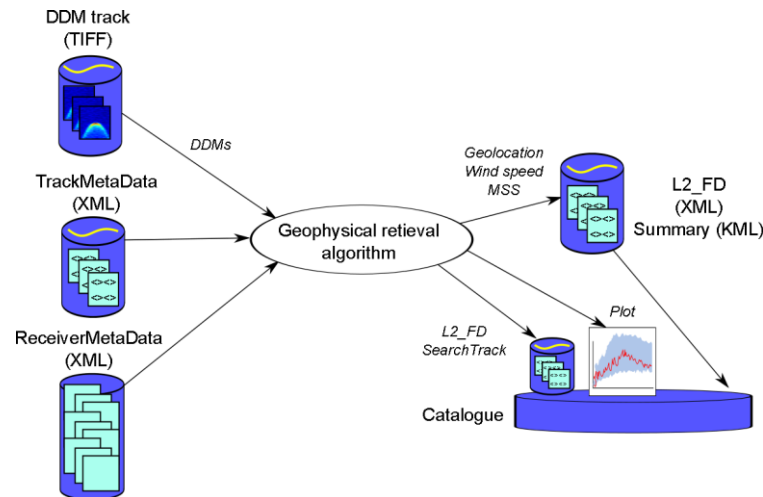 DDM track
(TIFF)
DDMs
TrackMetaData
(XML)
ReceiverMetaData
(XML)
Geophysical retieval
algorithm
Geolocation
Wind speed
MSS
L2_FD
(XML)
Summary (KML)
L2_FD
SearchTrack
Plot
Catalogue